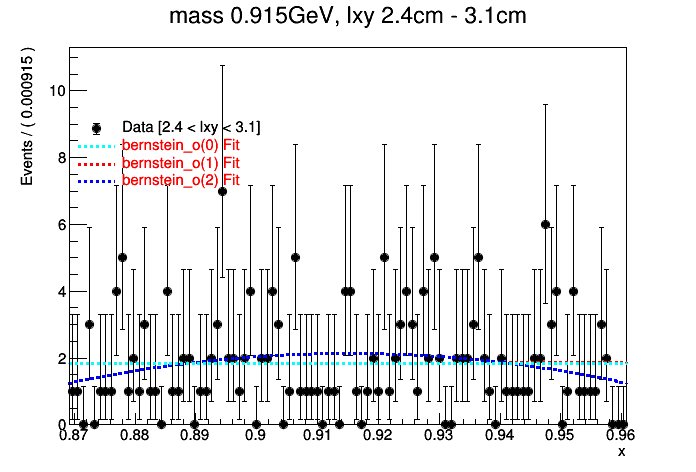 mass 0.915GeV, lxy 2.4cm - 3.1cm
Events / ( 0.000915 )
10
8
6
4
2
0
Data [2.4 < lxy < 3.1]
bernstein_o(0) Fit
bernstein_o(1) Fit
bernstein_o(2) Fit
0.87 0.88 0.89 0.9 0.91 0.92 0.93 0.94 0.95 0.96
x